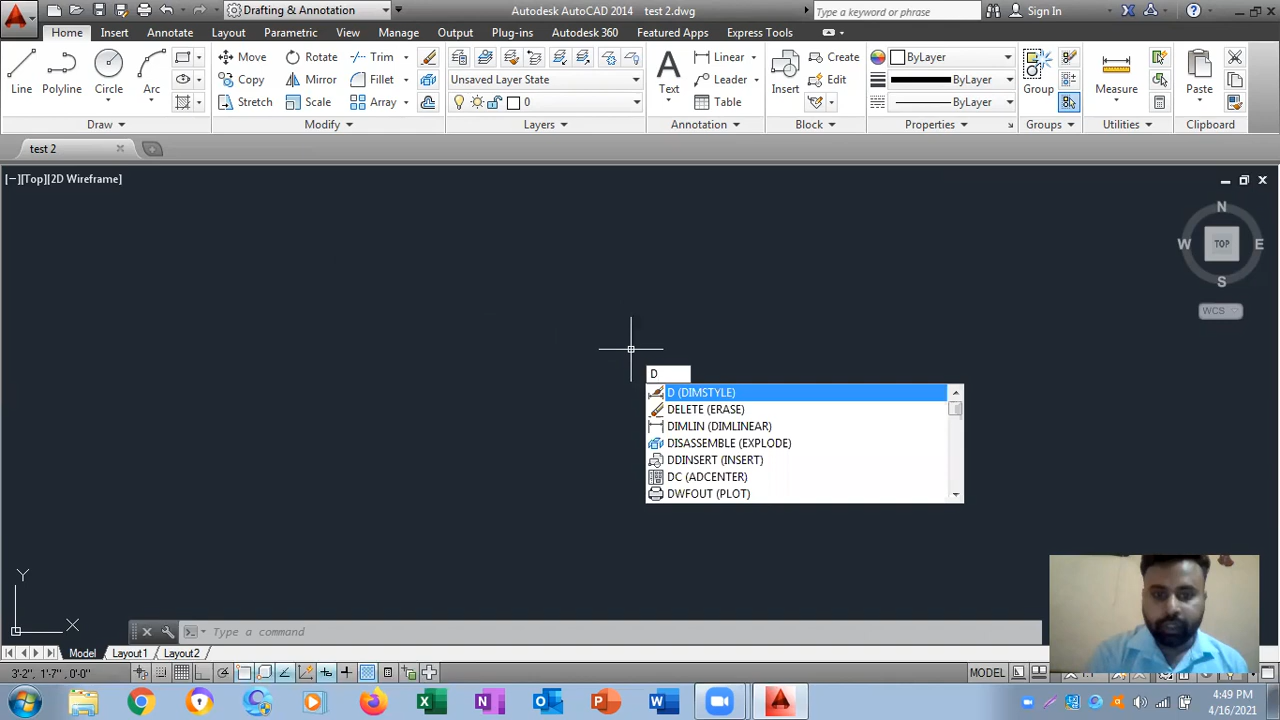 Drafting & Annotation
Autodesk AutoCAD 2014 test 2.dwg
Type a keyword or phrase
Sign In
Home Insert Annotate Layout Parametric View Manage Output Plug-ins Autodesk 360 Featured Apps Express Tools
Line
Polyline
Circle
Arc
Draw
Move Rotate Trim
Copy Mirror Fillet
Stretch Scale Array
Modify
Unsaved Layer State
0
Layers
Text
Linear
Leader
Table
Annotation
Insert
Create
Edit
Block
ByLayer
ByLayer
ByLayer
Properties
Group
Groups
Measure
Utilities
Paste
Clipboard
test 2
[−][Top][2D Wireframe]
N
W TOP E
S
WCS
D
D (DIMSTYLE)
DELETE (ERASE)
DIMLIN (DIMLINEAR)
DISASSEMBLE (EXPLODE)
DDINSERT (INSERT)
DC (ADCENTER)
DWFOUT (PLOT)
Y
X
Type a command
Model Layout1 Layout2
3'-2", 1'-7", 0'-0"
MODEL
4:49 PM
4/16/2021